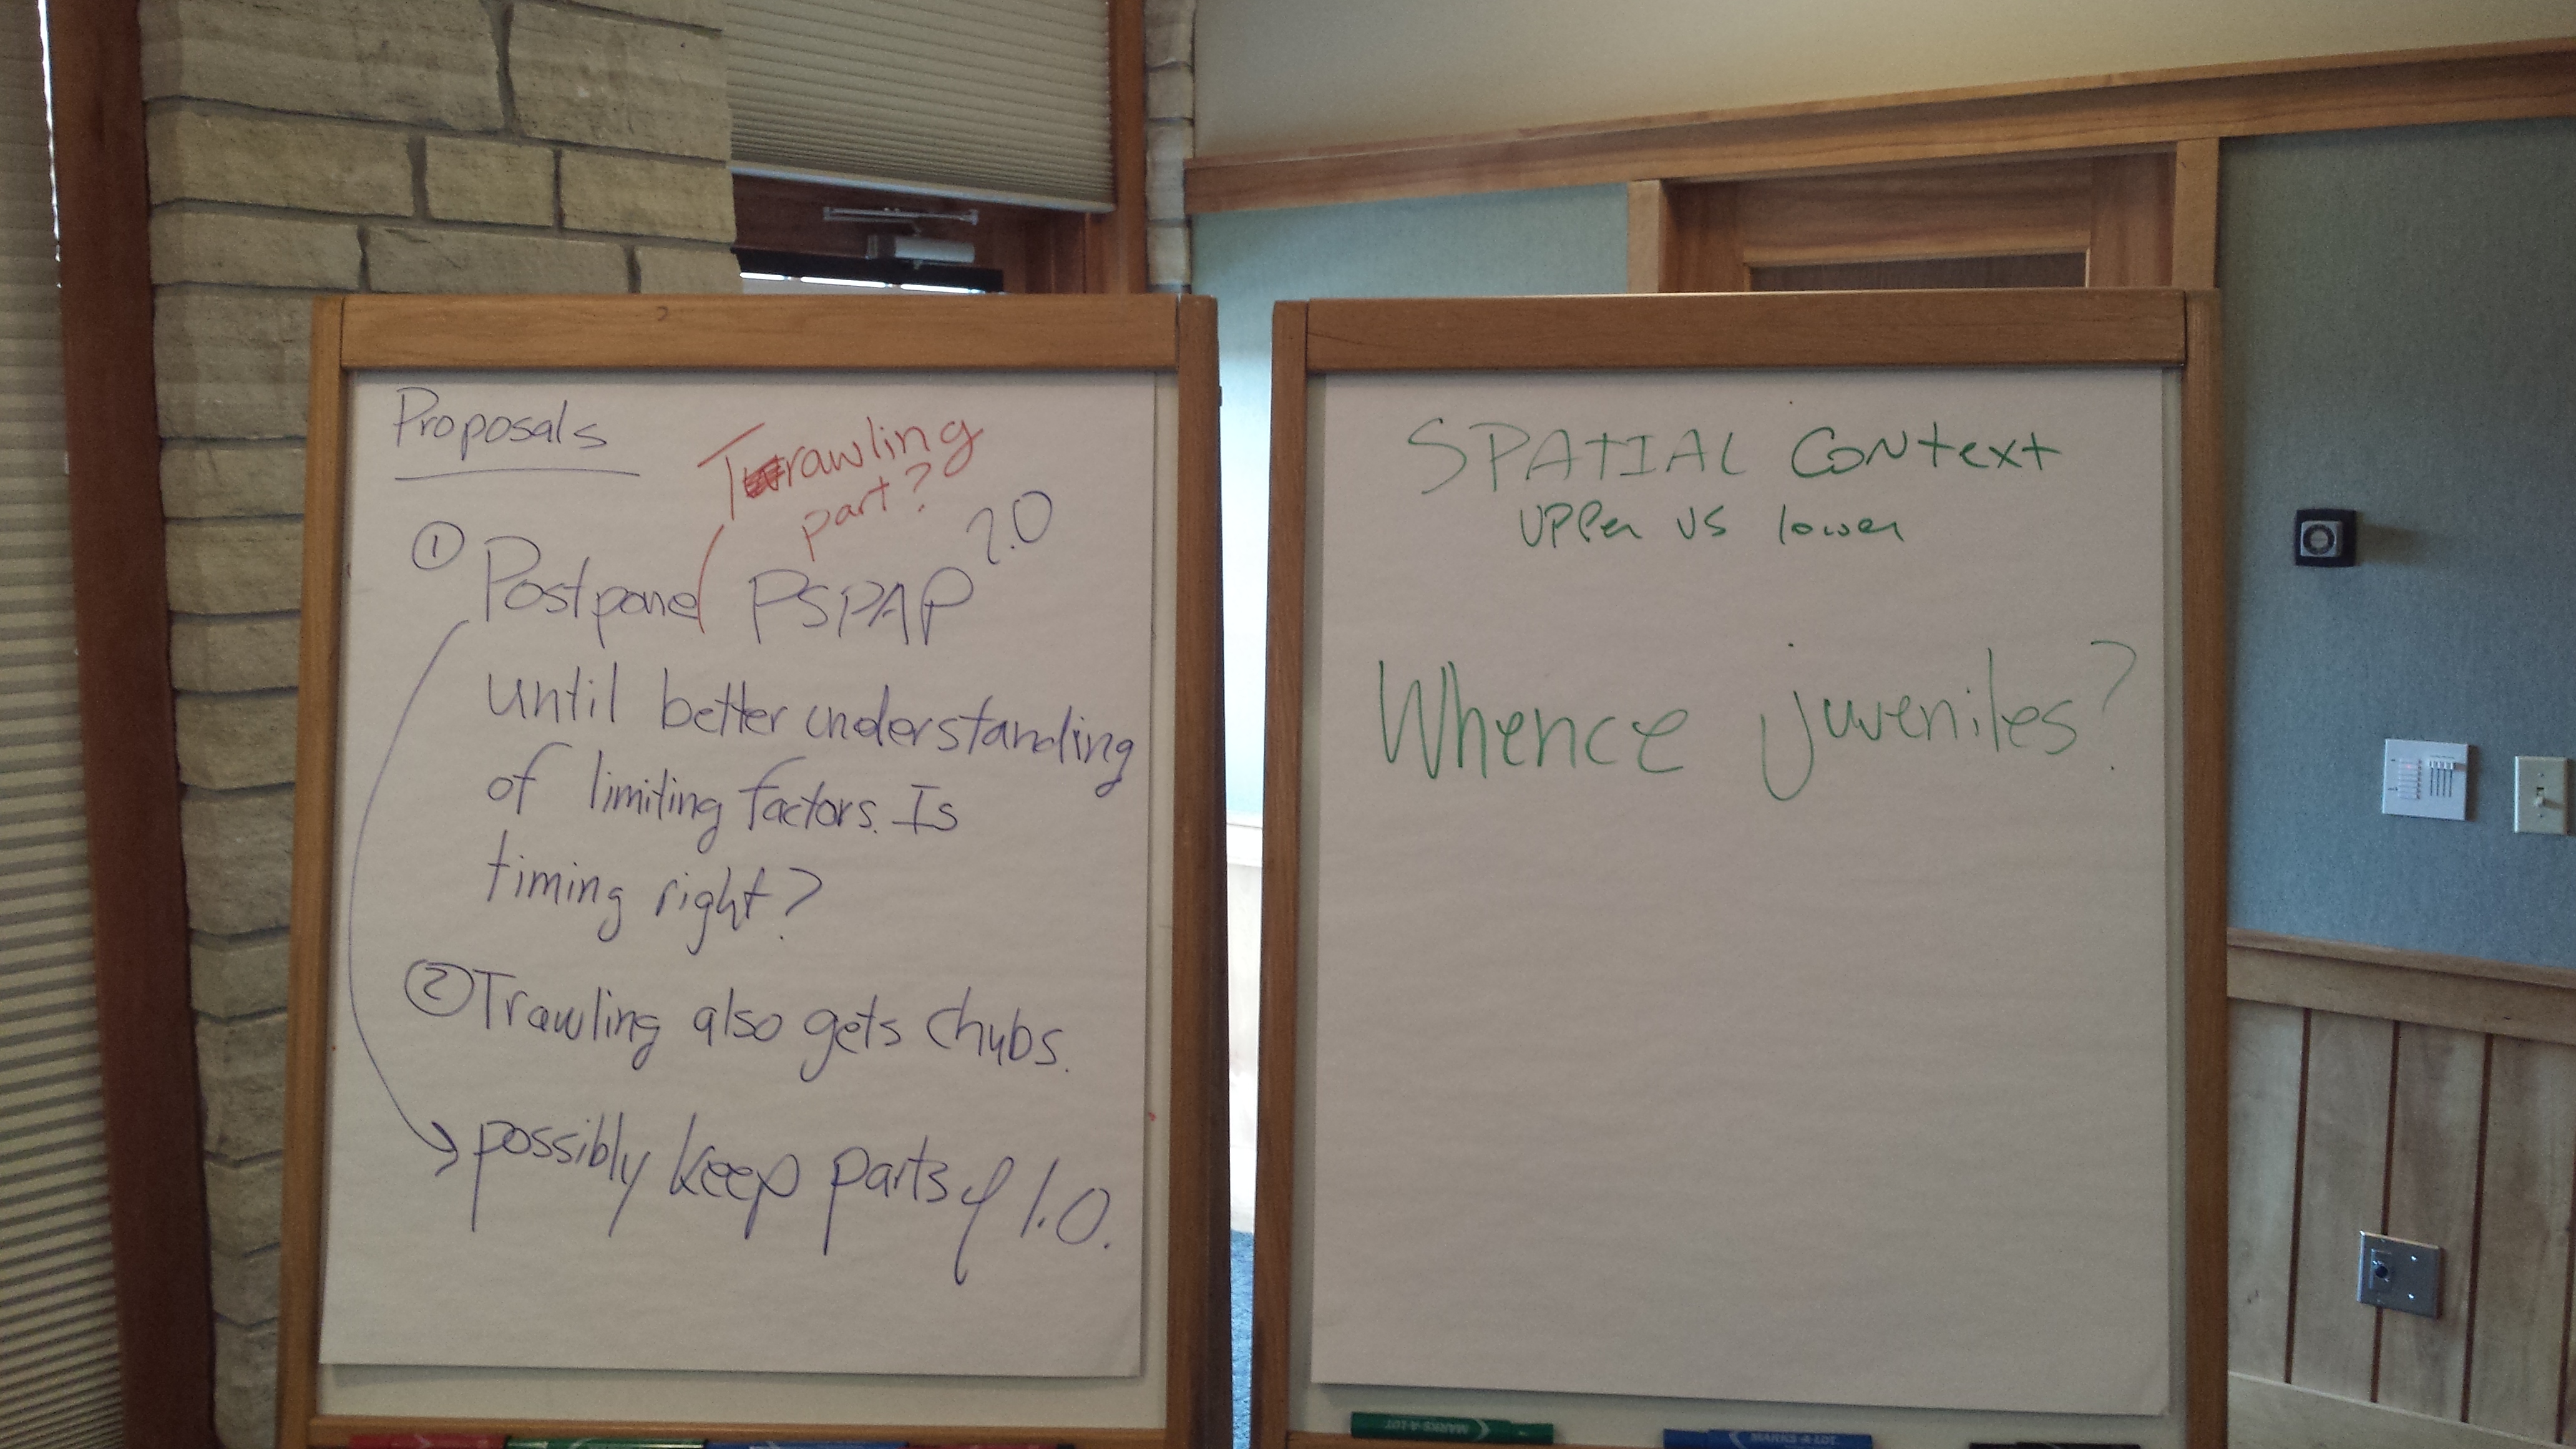 Proposals
Trawling
part?
① Postpone PSPAP 2.0
until better understanding
of limiting factors. Is
timing right?
② Trawling also gets chubs.
→ possibly keep parts of 1.0.
SPATIAL Context
UPPer VS lower
Whence juveniles?
MARKS-A-LOT
MARKS-A-LOT